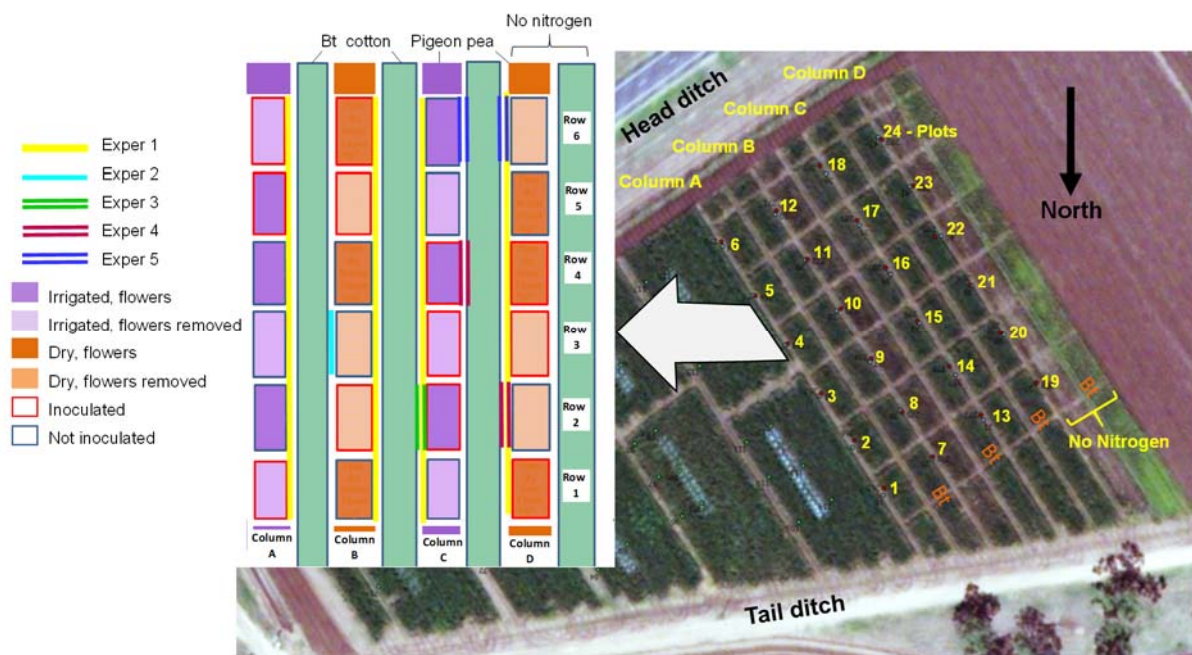 No nitrogen
Bt cotton
Pigeon pea
Exper 1
Exper 2
Exper 3
Exper 4
Exper 5
Irrigated, flowers
Irrigated, flowers removed
Dry, flowers
Dry, flowers removed
Inoculated
Not inoculated
Row 6
Row 5
Row 4
Row 3
Row 2
Row 1
Column A
Column B
Column C
Column D
Head ditch
Column D
Column C
Column B
Column A
North
24 - Plots
18
23
12
17
22
6
11
16
21
5
10
15
20
4
9
14
19
3
8
13
2
7
1
Bt
Bt
Bt
Bt
No Nitrogen
Tail ditch